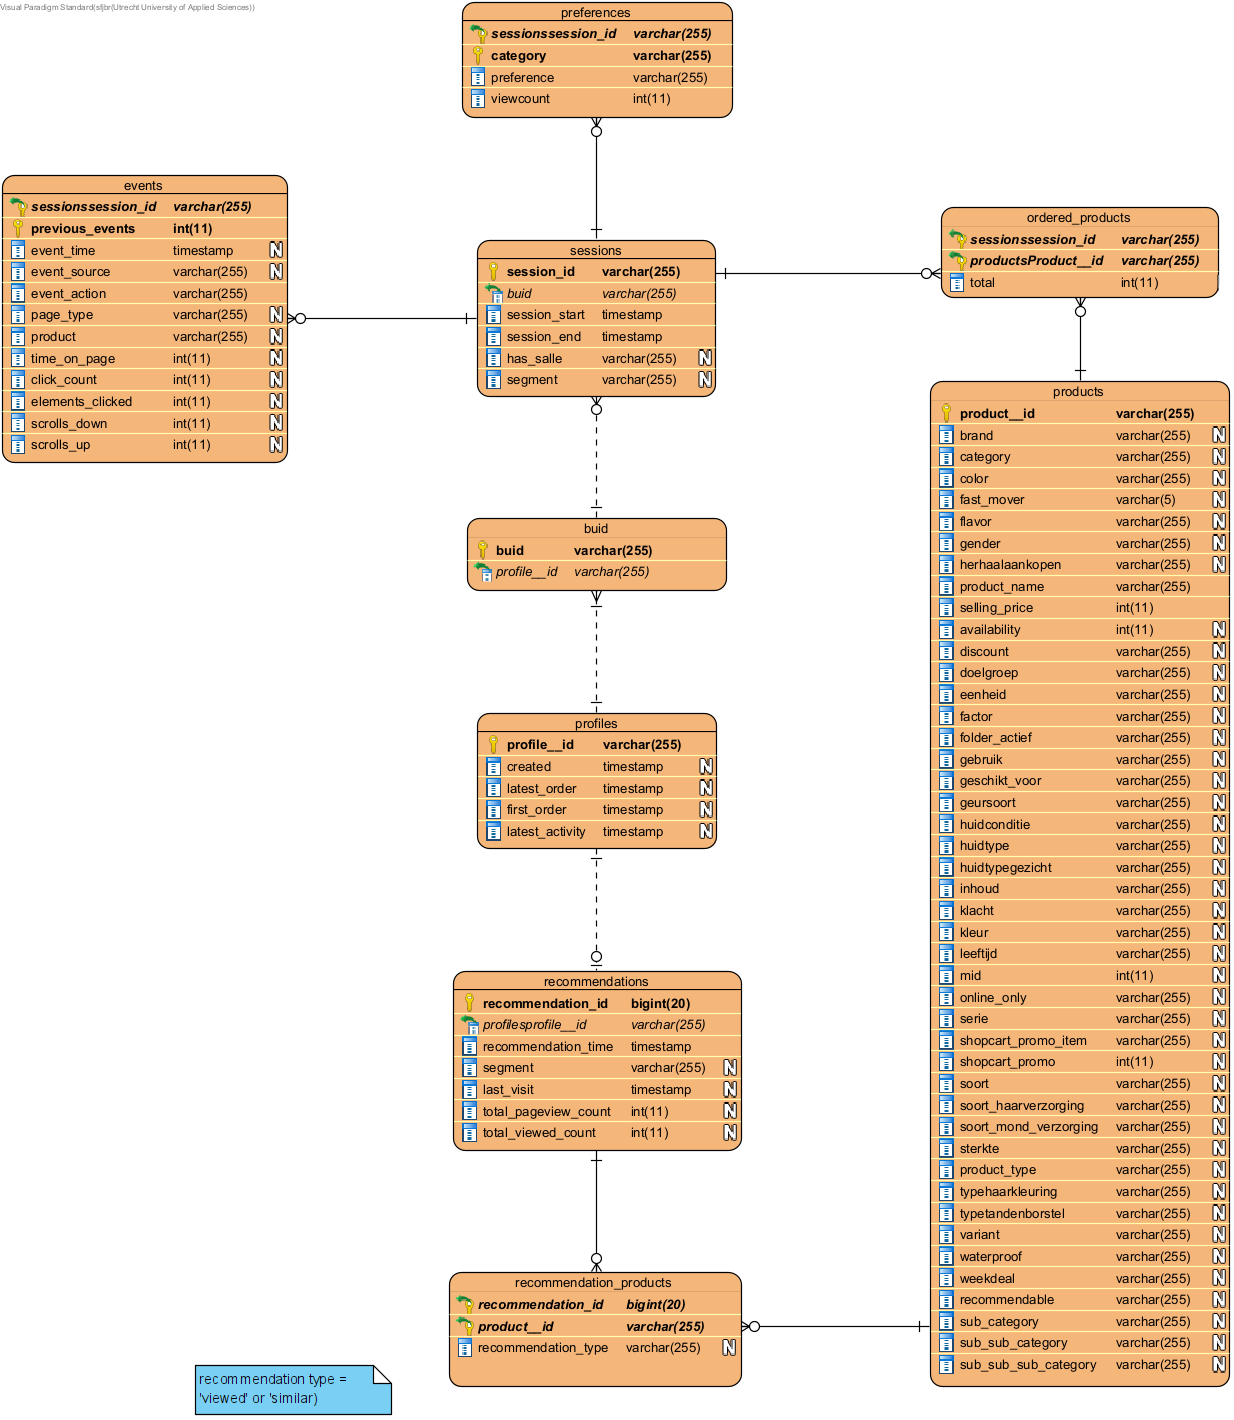 Visual Paradigm Standard(sfjbr(Utrecht University of Applied Sciences))
preferences
sessionssession_id varchar(255)
category varchar(255)
preference varchar(255)
viewcount int(11)
events
sessionssession_id varchar(255)
previous_events int(11)
event_time timestamp N
event_source varchar(255) N
event_action varchar(255)
page_type varchar(255) N
product varchar(255) N
time_on_page int(11) N
click_count int(11) N
elements_clicked int(11) N
scrolls_down int(11) N
scrolls_up int(11) N
sessions
session_id varchar(255)
buid varchar(255)
session_start timestamp
session_end timestamp
has_salle varchar(255) N
segment varchar(255) N
ordered_products
sessionssession_id varchar(255)
productsProduct__id varchar(255)
total int(11)
buid
buid varchar(255)
profile__id varchar(255)
profiles
profile__id varchar(255)
created timestamp N
latest_order timestamp N
first_order timestamp N
latest_activity timestamp N
recommendations
recommendation_id bigint(20)
profilesprofile__id varchar(255)
recommendation_time timestamp
segment varchar(255) N
last_visit timestamp N
total_pageview_count int(11) N
total_viewed_count int(11) N
recommendation_products
recommendation_id bigint(20)
product__id varchar(255)
recommendation_type varchar(255) N
products
product__id varchar(255)
brand varchar(255) N
category varchar(255) N
color varchar(255) N
fast_mover varchar(5) N
flavor varchar(255) N
gender varchar(255) N
herhaalaankopen varchar(255) N
product_name varchar(255)
selling_price int(11)
availability int(11) N
discount varchar(255) N
doelgroep varchar(255) N
eenheid varchar(255) N
factor varchar(255) N
folder_actief varchar(255) N
gebruik varchar(255) N
geschikt_voor varchar(255) N
geursoort varchar(255) N
huidconditie varchar(255) N
huidtype varchar(255) N
huidtypegezicht varchar(255) N
inhoud varchar(255) N
klacht varchar(255) N
kleur varchar(255) N
leeftijd varchar(255) N
mid int(11) N
online_only varchar(255) N
serie varchar(255) N
shopcart_promo_item varchar(255) N
shopcart_promo int(11) N
soort varchar(255) N
soort_haarverzorging varchar(255) N
soort_mond_verzorging varchar(255) N
sterkte varchar(255) N
product_type varchar(255) N
typehaarkleuring varchar(255) N
typetandenborstel varchar(255) N
variant varchar(255) N
waterproof varchar(255) N
weekdeal varchar(255) N
recommendable varchar(255) N
sub_category varchar(255) N
sub_sub_category varchar(255) N
sub_sub_sub_category varchar(255) N
recommendation type =
'viewed' or 'similar)